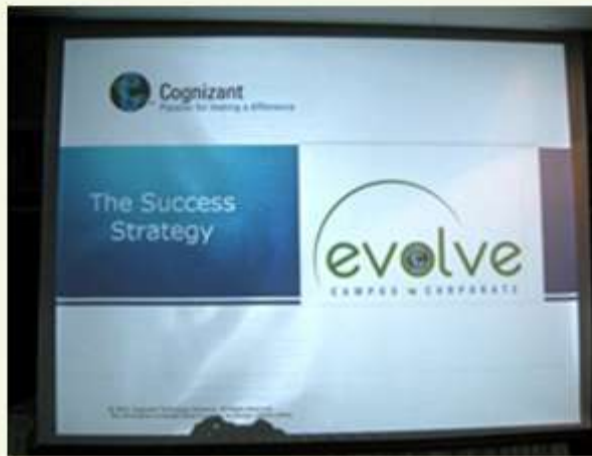 Cognizant
Passion for making a difference
The Success
Strategy
evolve
CAMPUS CORPORATE